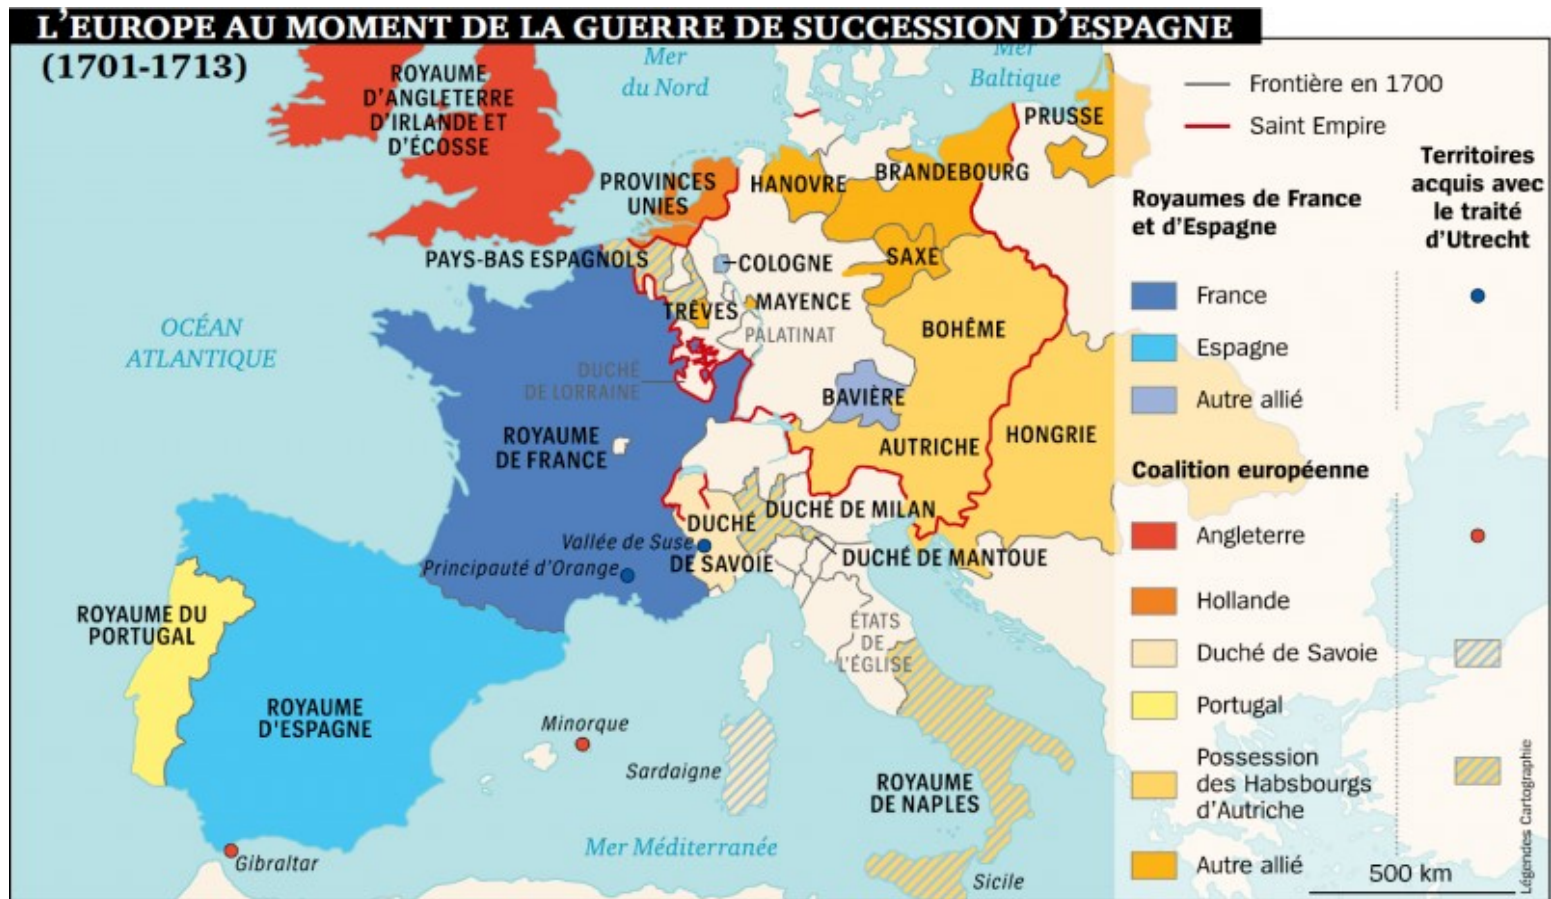 L'EUROPE AU MOMENT DE LA GUERRE DE SUCCESSION D'ESPAGNE
(1701-1713)
ROYAUME
D'ANGLETERRE
D'IRLANDE ET
D'ÉCOSSE
Mer
du Nord
Mer
Baltique
PRUSSE
PROVINCES
UNIES
HANOVRE
BRANDEBOURG
PAYS-BAS ESPAGNOLS
COLOGNE
SAXE
TRÊVES
MAYENCE
PALATINAT
BOHÊME
OCÉAN
ATLANTIQUE
DUCHÉ
DE LORRAINE
BAVIÈRE
ROYAUME
DE FRANCE
AUTRICHE
HONGRIE
DUCHÉ DE MILAN
DUCHÉ
DE SAVOIE
Vallée de Suse
Principauté d'Orange
DUCHÉ DE MANTOUE
ROYAUME DU
PORTUGAL
ÉTATS
DE
L'ÉGLISE
ROYAUME
D'ESPAGNE
Minorque
Sardaigne
ROYAUME
DE NAPLES
Mer Méditerranée
Gibraltar
Sicile
Frontière en 1700
Saint Empire
Territoires
acquis avec
le traité
d'Utrecht
Royaumes de France
et d'Espagne
France
Espagne
Autre allié
Coalition européenne
Angleterre
Hollande
Duché de Savoie
Portugal
Possession
des Habsbourgs
d'Autriche
Autre allié
500 km
Légendes Cartographie